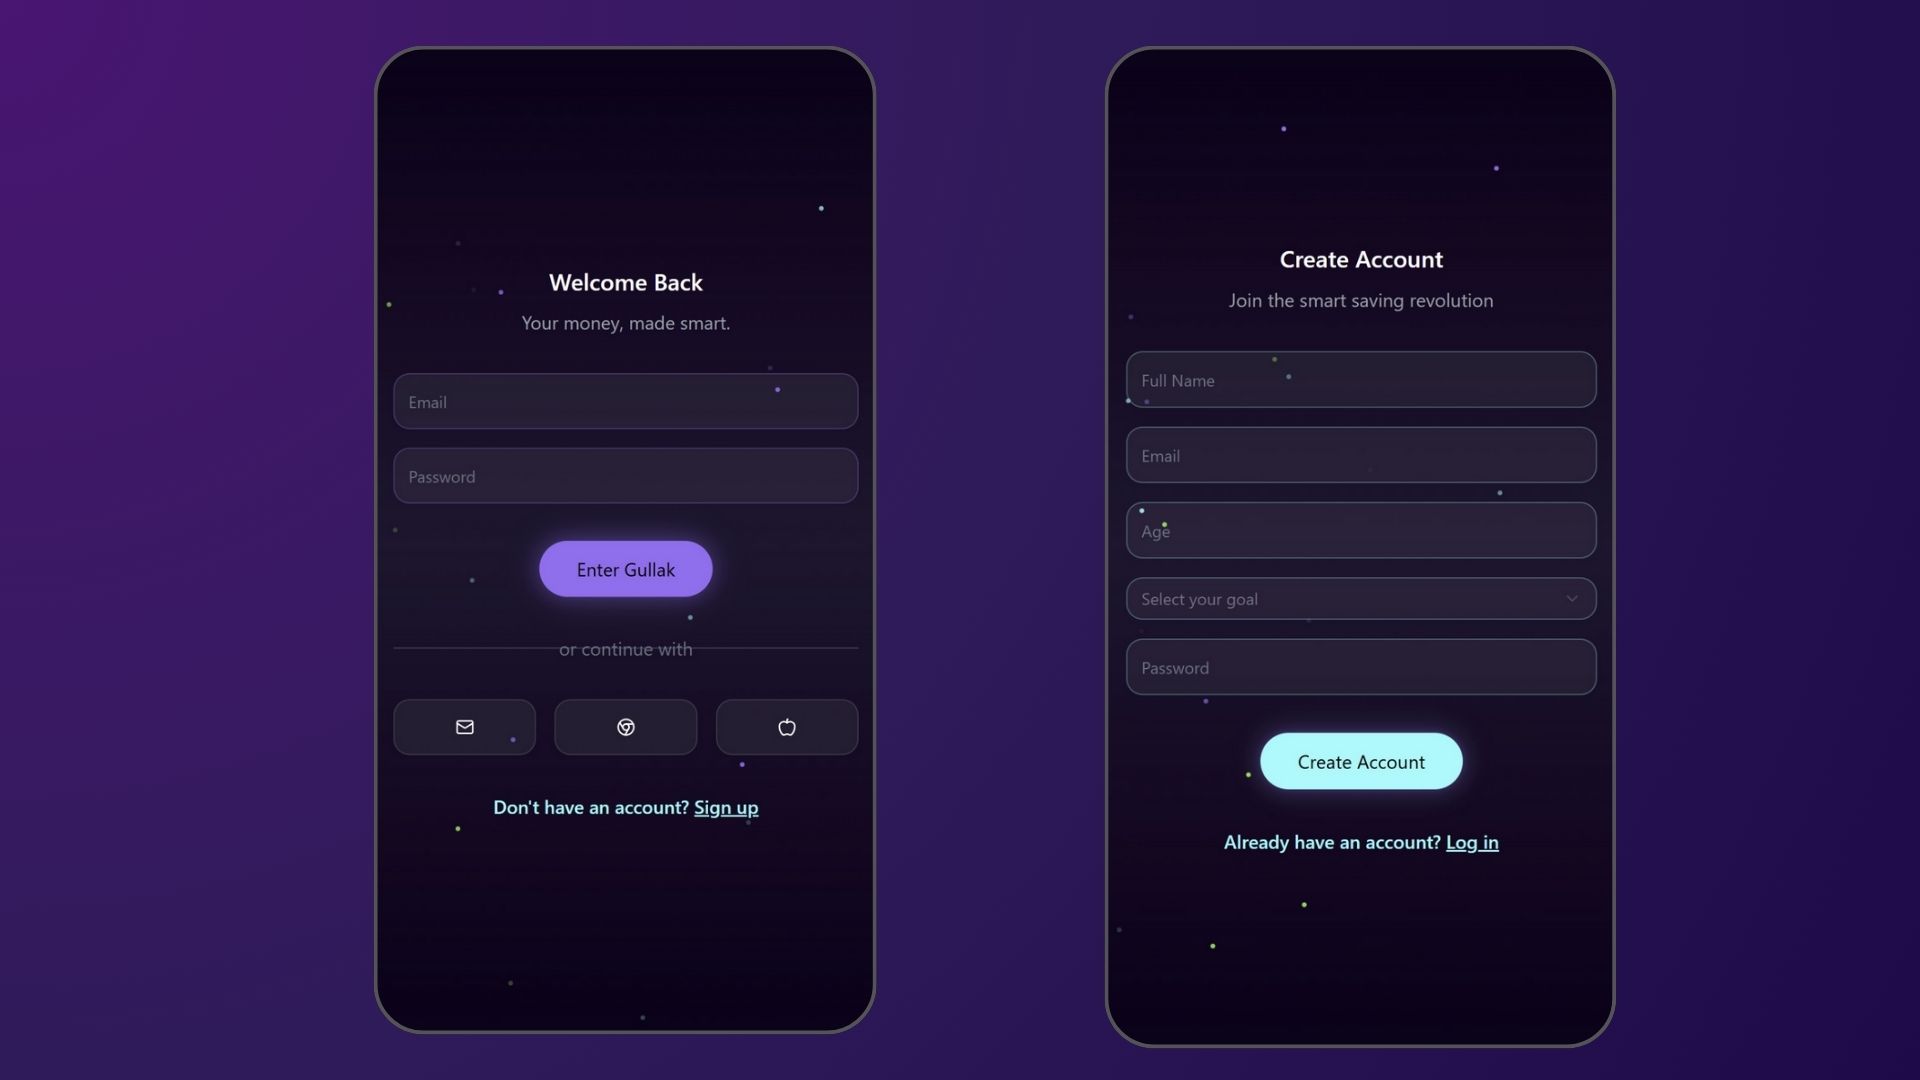 Welcome Back
Your money, made smart.
Email
Password
Enter Gullak
or continue with
Don't have an account? Sign up
Create Account
Join the smart saving revolution
Full Name
Email
Age
Select your goal
Password
Create Account
Already have an account? Log in